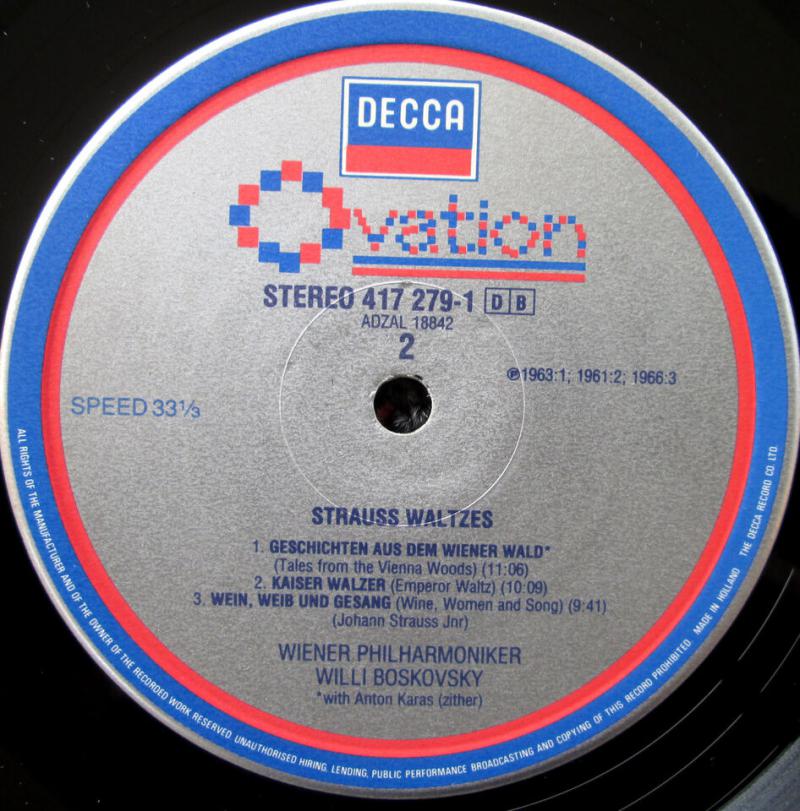 DECCA
Ovation
STEREO 417 279-1 D B
ADZAL 18842
2
℗1963:1; 1961:2; 1966:3
SPEED 33⅓
STRAUSS WALTZES
1. GESCHICHTEN AUS DEM WIENER WALD*
(Tales from the Vienna Woods) (11:06)
2. KAISER WALZER (Emperor Waltz) (10:09)
3. WEIN, WEIB UND GESANG (Wine, Women and Song) (9:41)
(Johann Strauss Jnr)
WIENER PHILHARMONIKER
WILLI BOSKOVSKY
*with Anton Karas (zither)
ALL RIGHTS OF THE MANUFACTURER AND OF THE OWNER OF THE RECORDED WORK RESERVED UNAUTHORISED HIRING, LENDING, PUBLIC PERFORMANCE BROADCASTING AND COPYING OF THIS RECORD PROHIBITED. MADE IN HOLLAND THE DECCA RECORD CO. LTD.